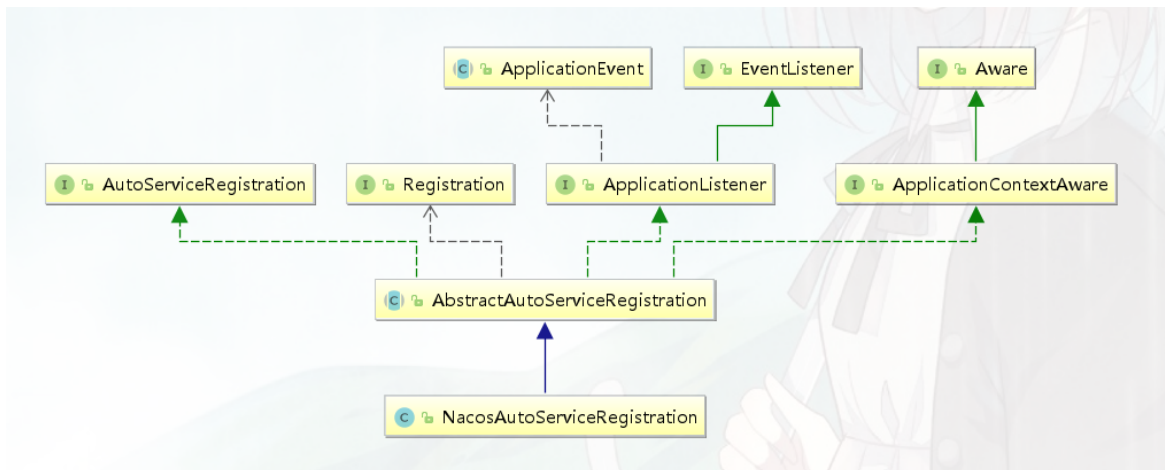 C ApplicationEvent
I EventListener
I Aware
I AutoServiceRegistration
I Registration
I ApplicationListener
I ApplicationContextAware
C AbstractAutoServiceRegistration
C NacosAutoServiceRegistration